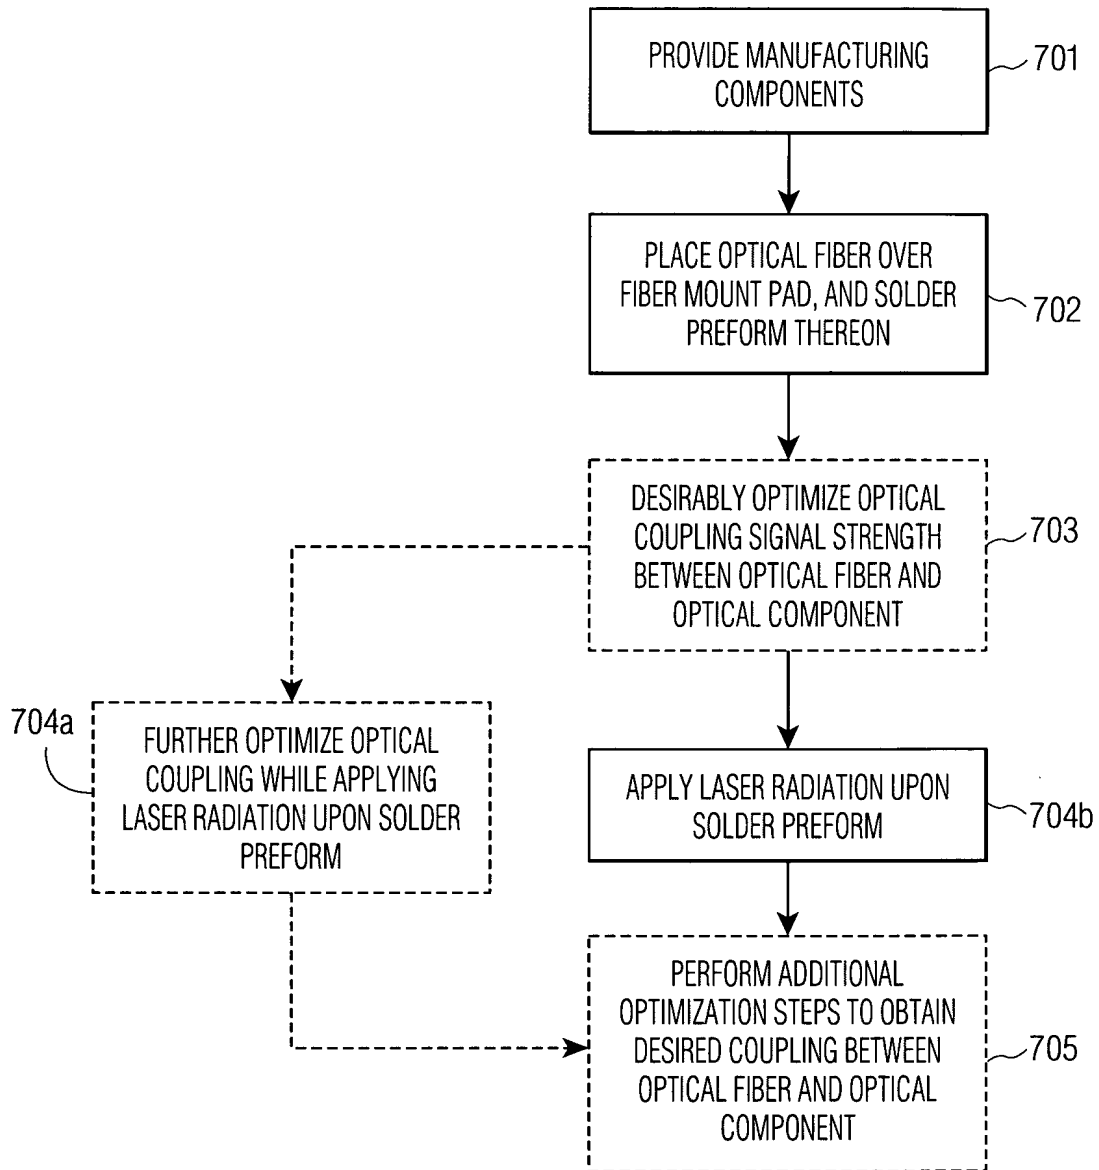 PROVIDE MANUFACTURING
COMPONENTS
701
PLACE OPTICAL FIBER OVER
FIBER MOUNT PAD, AND SOLDER
PREFORM THEREON
702
DESIRABLY OPTIMIZE OPTICAL
COUPLING SIGNAL STRENGTH
BETWEEN OPTICAL FIBER AND
OPTICAL COMPONENT
703
704a
FURTHER OPTIMIZE OPTICAL
COUPLING WHILE APPLYING
LASER RADIATION UPON SOLDER
PREFORM
APPLY LASER RADIATION UPON
SOLDER PREFORM
704b
PERFORM ADDITIONAL
OPTIMIZATION STEPS TO OBTAIN
DESIRED COUPLING BETWEEN
OPTICAL FIBER AND OPTICAL
COMPONENT
705